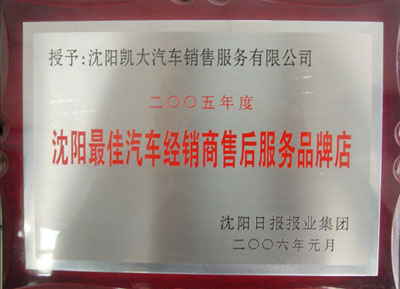 授予:沈阳凯大汽车销售服务有限公司
二〇〇五年度
沈阳最佳汽车经销商售后服务品牌店
沈阳日报报业集团
二〇〇六年元月